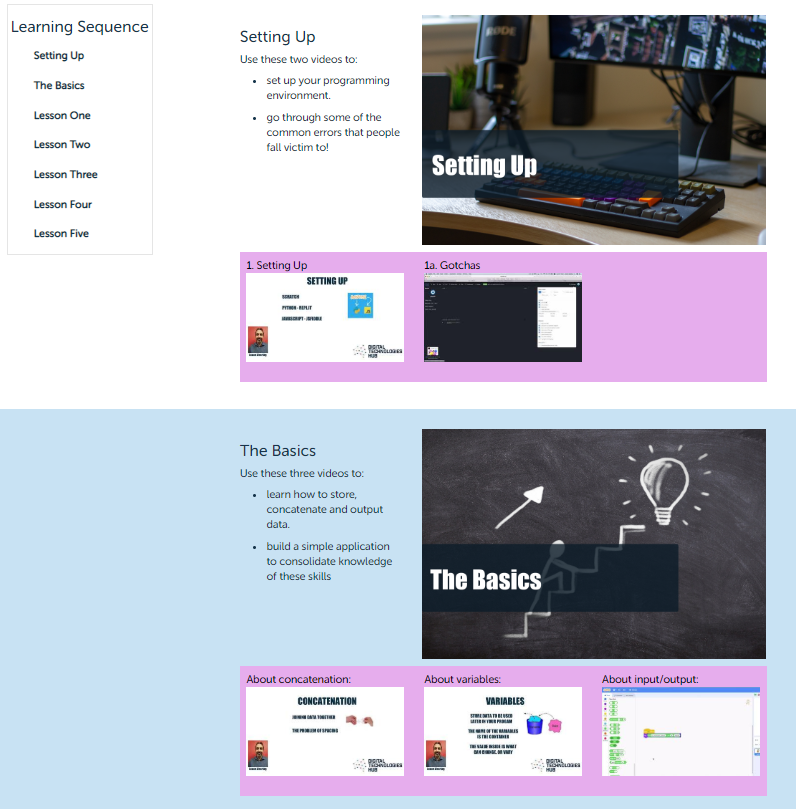 Learning Sequence
Setting Up
The Basics
Lesson One
Lesson Two
Lesson Three
Lesson Four
Lesson Five
Setting Up
Use these two videos to:
• set up your programming
environment.
• go through some of the
common errors that people
fall victim to!
RØDE
Setting Up
1. Setting Up
SETTING UP
SCRATCH
PYTHON - REPL.IT
JAVASCRIPT - JSFIDDLE
DIGITAL
TECHNOLOGIES
HUB
1a. Gotchas
The Basics
Use these three videos to:
• learn how to store,
concatenate and output
data.
• build a simple application
to consolidate knowledge
of these skills
The Basics
About concatenation:
CONCATENATION
JOINING DATA TOGETHER
THE PROBLEM OF SPACING
DIGITAL
TECHNOLOGIES
HUB
About variables:
VARIABLES
STORE DATA TO BE USED
LATER IN YOUR PROGRAM
THE NAME OF THE VARIABLES
IS THE CONTAINER
THE VALUE INSIDE IS WHAT
CAN CHANGE, OR VARY
DIGITAL
TECHNOLOGIES
HUB
About input/output: